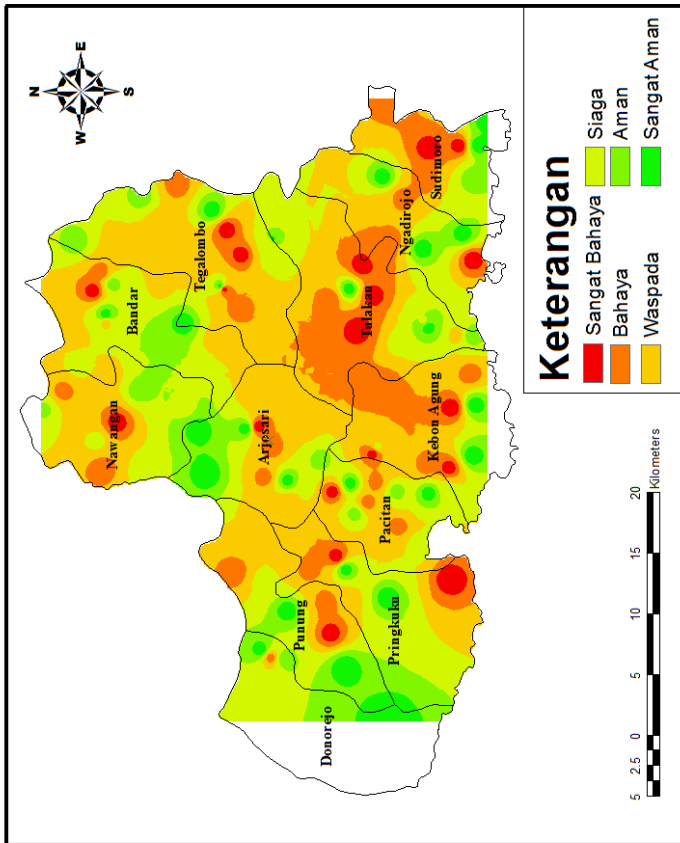 N
W E
S
Nawangan
Bandar
Tegalombo
Arjosari
Punung
Donorejo
Pringkuku
Pacitan
Kebon Agung
Tulakan
Ngadirojo
Sudimoro
Keterangan
Sangat Bahaya
Bahaya
Waspada
Siaga
Aman
Sangat Aman
5 2.5 0 5 10 15 20
Kilometers